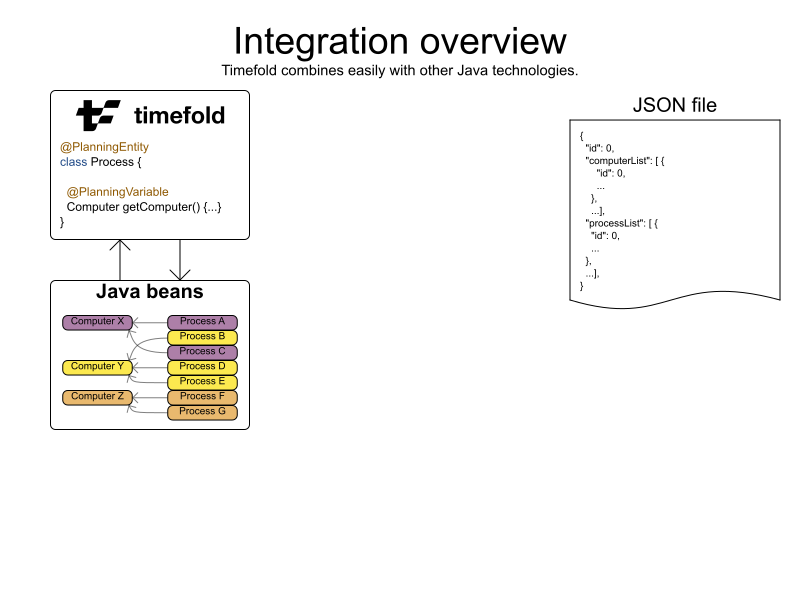 Integration overview
Timefold combines easily with other Java technologies.
timefold
@PlanningEntity
class Process {
@PlanningVariable
Computer getComputer() {...}
}
Java beans
Computer X
Computer Y
Computer Z
Process A
Process B
Process C
Process D
Process E
Process F
Process G
JSON file
{
"id": 0,
"computerList": [ {
"id": 0,
...
},
...],
"processList": [ {
"id": 0,
...
},
...],
}